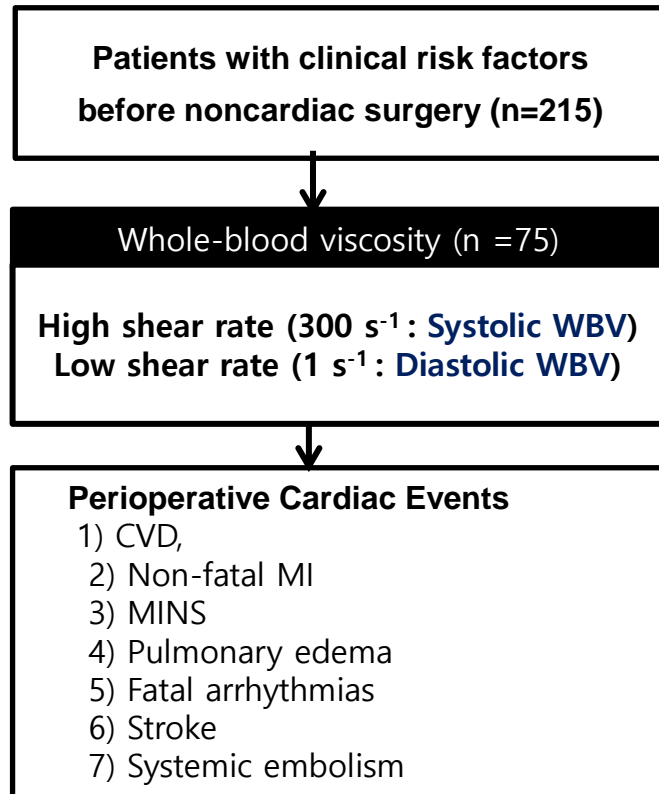 Patients with clinical risk factors
before noncardiac surgery (n=215)
Whole-blood viscosity (n =75)
High shear rate (300 s⁻¹ : Systolic WBV)
Low shear rate (1 s⁻¹ : Diastolic WBV)
Perioperative Cardiac Events
1) CVD,
2) Non-fatal MI
3) MINS
4) Pulmonary edema
5) Fatal arrhythmias
6) Stroke
7) Systemic embolism